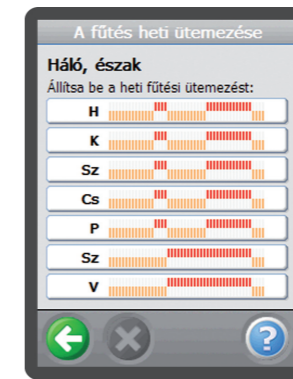 A fűtés heti ütemezése
Háló, észak
Állítsa be a heti fűtési ütemezést:
H
K
Sz
Cs
P
Sz
V
?